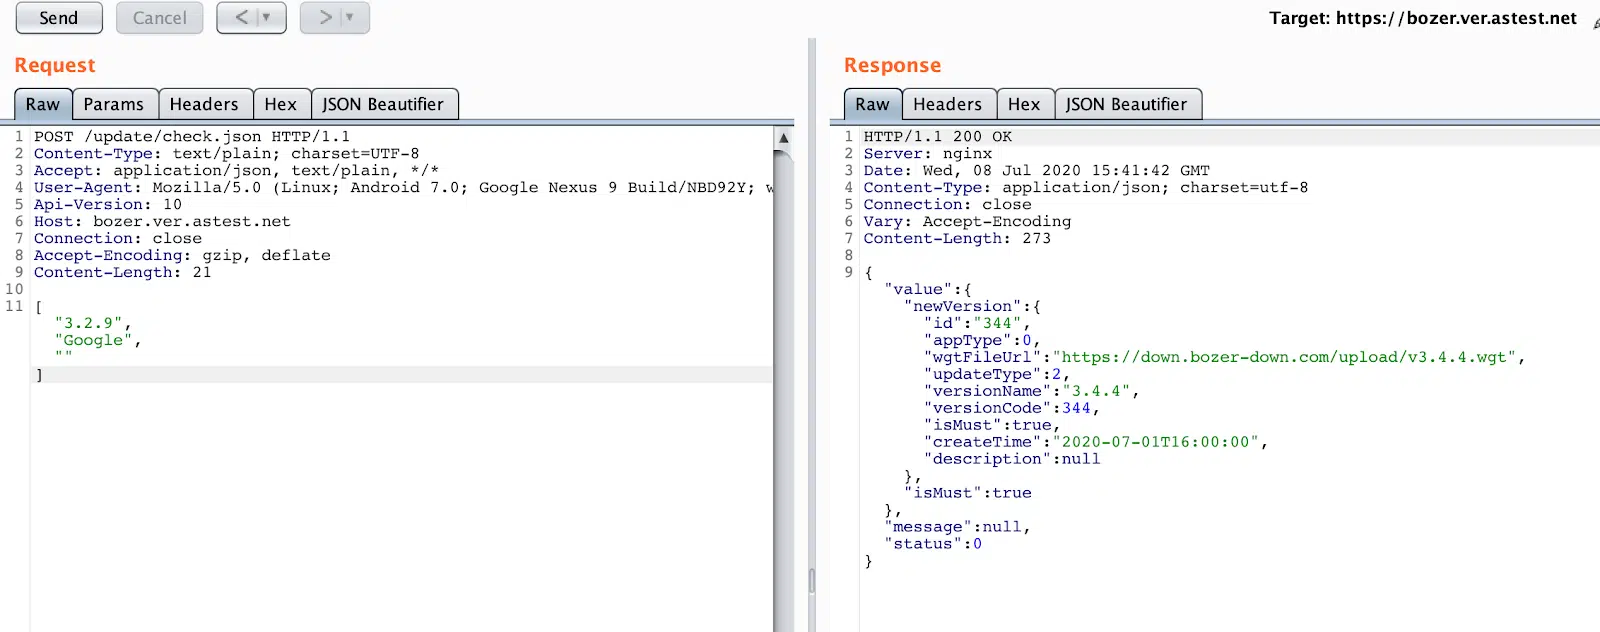 Send Cancel < > Target: https://bozer.ver.astest.net
Request
Raw Params Headers Hex JSON Beautifier
1 POST /update/check.json HTTP/1.1
2 Content-Type: text/plain; charset=UTF-8
3 Accept: application/json, text/plain, */*
4 User-Agent: Mozilla/5.0 (Linux; Android 7.0; Google Nexus 9 Build/NBD92Y; w
5 Api-Version: 10
6 Host: bozer.ver.astest.net
7 Connection: close
8 Accept-Encoding: gzip, deflate
9 Content-Length: 21
10
11 [
"3.2.9",
"Google",
""
]
Response
Raw Headers Hex JSON Beautifier
1 HTTP/1.1 200 OK
2 Server: nginx
3 Date: Wed, 08 Jul 2020 15:41:42 GMT
4 Content-Type: application/json; charset=utf-8
5 Connection: close
6 Vary: Accept-Encoding
7 Content-Length: 273
8
9 {
"value":{
"newVersion":{
"id":"344",
"appType":0,
"wgtFileUrl":"https://down.bozer-down.com/upload/v3.4.4.wgt",
"updateType":2,
"versionName":"3.4.4",
"versionCode":344,
"isMust":true,
"createTime":"2020-07-01T16:00:00",
"description":null
},
"isMust":true
},
"message":null,
"status":0
}